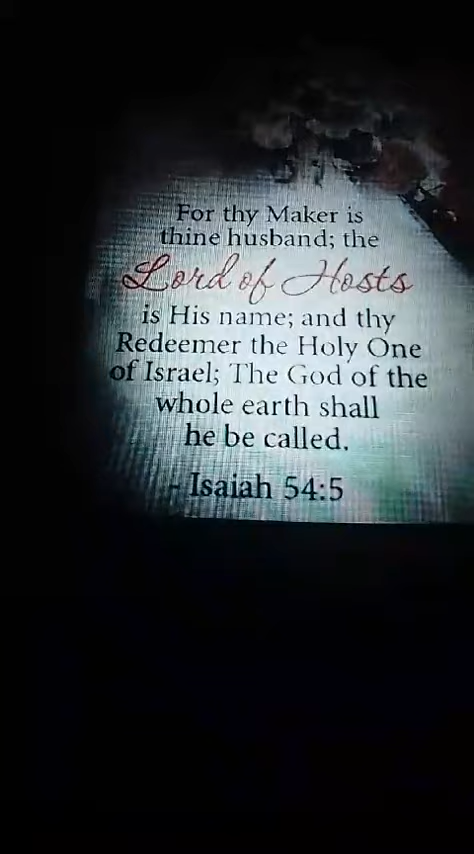 For thy Maker is
thine husband; the
Lord of Hosts
is His name; and thy
Redeemer the Holy One
of Israel; The God of the
whole earth shall
he be called.
- Isaiah 54:5